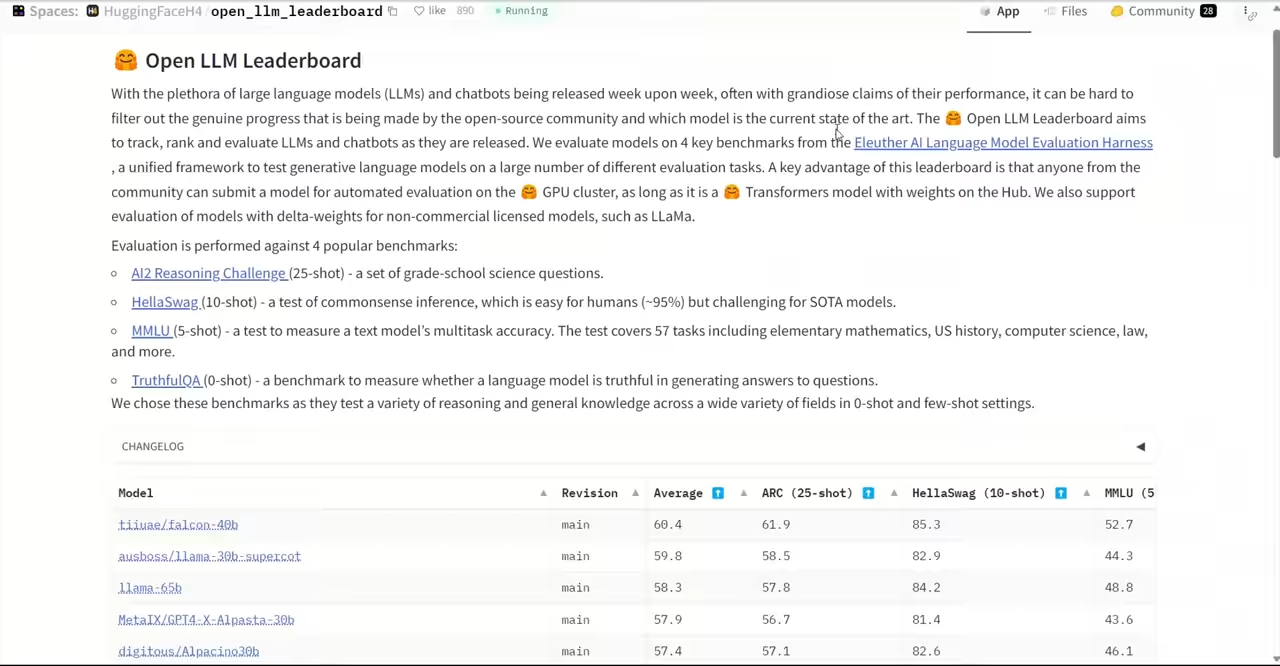 Spaces: HuggingFaceH4/open_llm_leaderboard like 890 Running App Files Community 28
Open LLM Leaderboard
With the plethora of large language models (LLMs) and chatbots being released week upon week, often with grandiose claims of their performance, it can be hard to
filter out the genuine progress that is being made by the open-source community and which model is the current state of the art. The 🤗 Open LLM Leaderboard aims
to track, rank and evaluate LLMs and chatbots as they are released. We evaluate models on 4 key benchmarks from the Eleuther AI Language Model Evaluation Harness
, a unified framework to test generative language models on a large number of different evaluation tasks. A key advantage of this leaderboard is that anyone from the
community can submit a model for automated evaluation on the 🤗 GPU cluster, as long as it is a 🤗 Transformers model with weights on the Hub. We also support
evaluation of models with delta-weights for non-commercial licensed models, such as LLaMa.
Evaluation is performed against 4 popular benchmarks:
AI2 Reasoning Challenge (25-shot) - a set of grade-school science questions.
HellaSwag (10-shot) - a test of commonsense inference, which is easy for humans (~95%) but challenging for SOTA models.
MMLU (5-shot) - a test to measure a text model's multitask accuracy. The test covers 57 tasks including elementary mathematics, US history, computer science, law,
and more.
TruthfulQA (0-shot) - a benchmark to measure whether a language model is truthful in generating answers to questions.
We chose these benchmarks as they test a variety of reasoning and general knowledge across a wide variety of fields in 0-shot and few-shot settings.
CHANGELOG
Model Revision Average ARC (25-shot) HellaSwag (10-shot) MMLU (5
tiiuae/falcon-40b main 60.4 61.9 85.3 52.7
ausboss/llama-30b-supercot main 59.8 58.5 82.9 44.3
llama-65b main 58.3 57.8 84.2 48.8
MetaIX/GPT4-X-Alpasta-30b main 57.9 56.7 81.4 43.6
digitous/Alpacino30b main 57.4 57.1 82.6 46.1